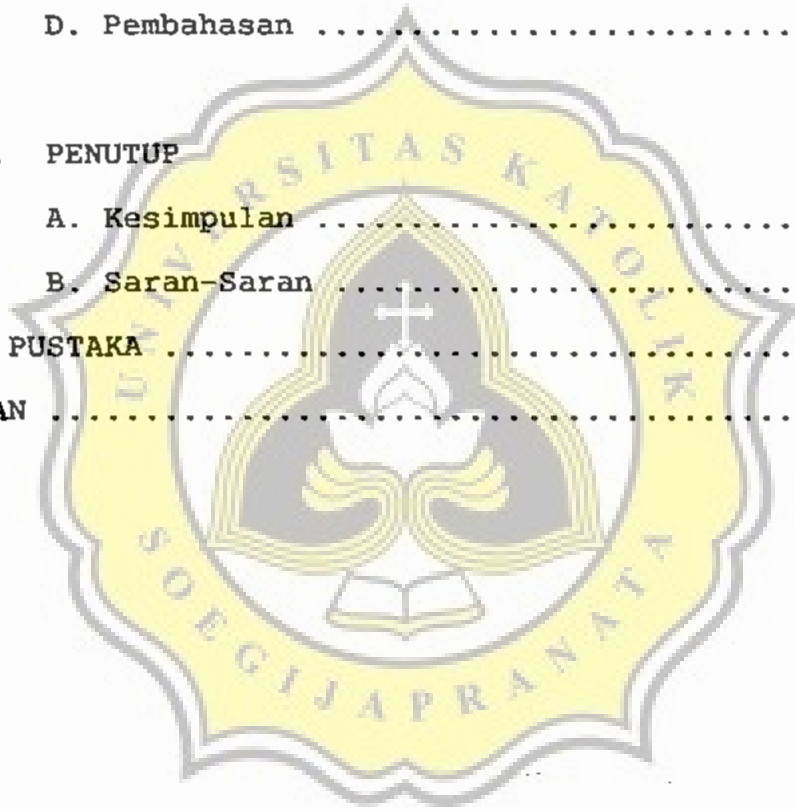 D. Pembahasan ........................
. PENUTUP
A. Kesimpulan ........................
B. Saran-Saran .......................
PUSTAKA ................................
AN ......................................
UNIVERSITAS KATOLIK
SOEGIJAPRANATA